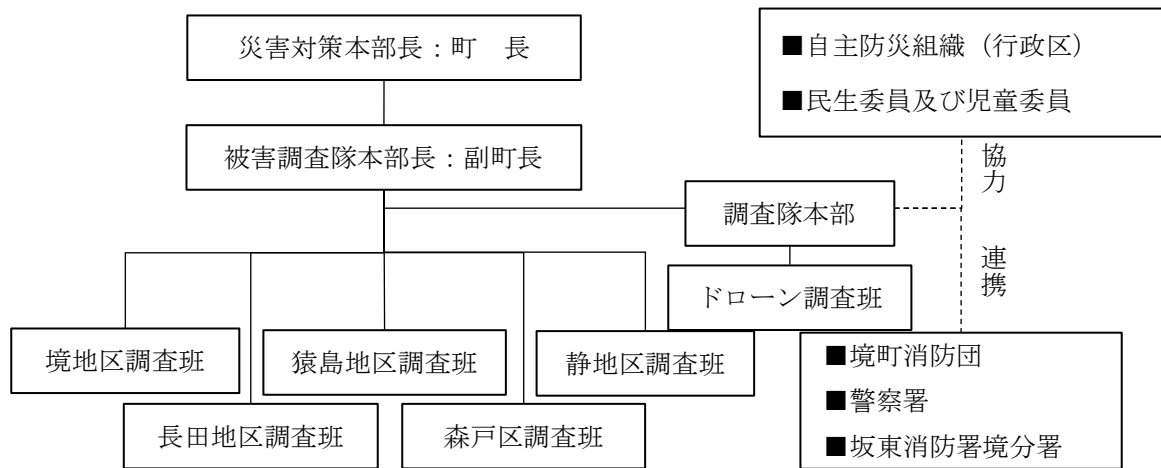 災害対策本部長：町　長
■自主防災組織（行政区）
■民生委員及び児童委員
被害調査隊本部長：副町長
協力
調査隊本部
連携
ドローン調査班
境地区調査班
猿島地区調査班
静地区調査班
長田地区調査班
森戸区調査班
■境町消防団
■警察署
■坂東消防署境分署